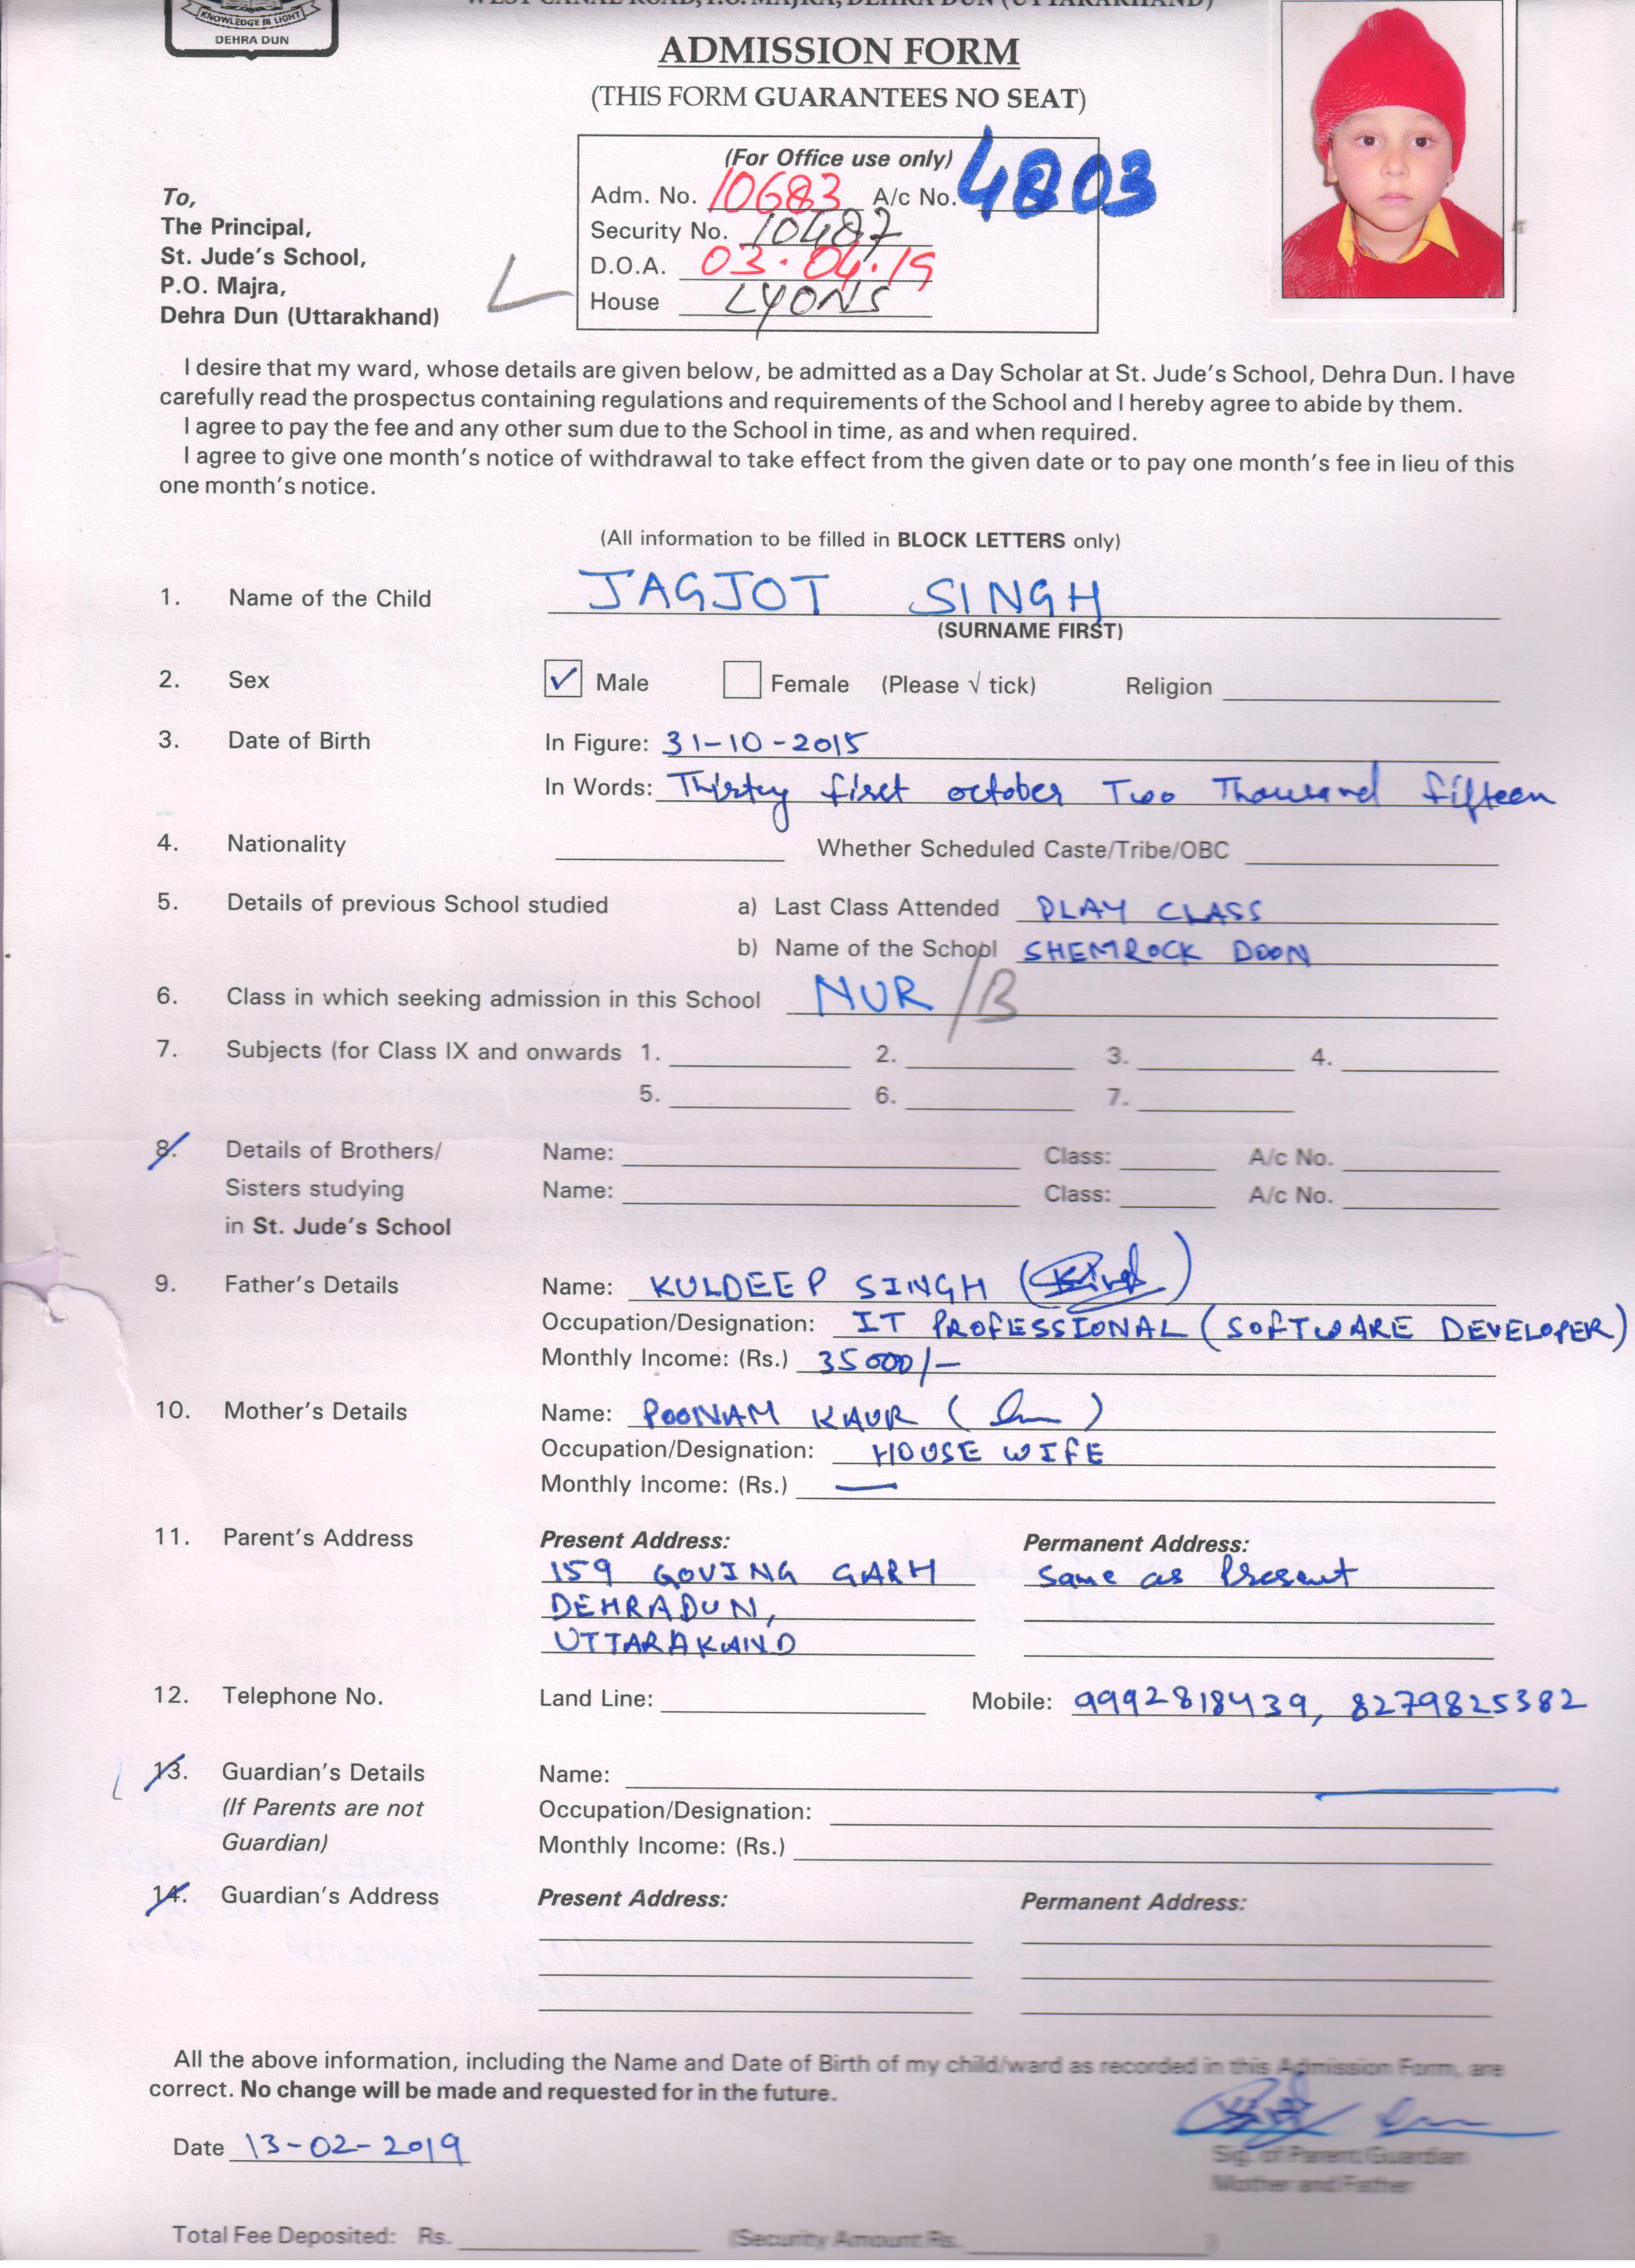 KNOWLEDGE IS LIGHT
DEHRA DUN
WEST CANAL ROAD, P.O. MAJRA, DEHRA DUN (UTTARAKHAND)
ADMISSION FORM
(THIS FORM GUARANTEES NO SEAT)
(For Office use only)
Adm. No. 10683 A/c No. 4803
Security No. 10487
D.O.A. 03.04.19
House LYONS
To,
The Principal,
St. Jude's School,
P.O. Majra,
Dehra Dun (Uttarakhand)
I desire that my ward, whose details are given below, be admitted as a Day Scholar at St. Jude's School, Dehra Dun. I have
carefully read the prospectus containing regulations and requirements of the School and I hereby agree to abide by them.
I agree to pay the fee and any other sum due to the School in time, as and when required.
I agree to give one month's notice of withdrawal to take effect from the given date or to pay one month's fee in lieu of this
one month's notice.
(All information to be filled in BLOCK LETTERS only)
1. Name of the Child JAGJOT SINGH
(SURNAME FIRST)
2. Sex ✓ Male Female (Please √ tick) Religion
3. Date of Birth In Figure: 31-10-2015
In Words: Thirty first october Two Thousand fifteen
4. Nationality Whether Scheduled Caste/Tribe/OBC
5. Details of previous School studied a) Last Class Attended PLAY CLASS
b) Name of the School SHEMROCK DOON
6. Class in which seeking admission in this School NUR/B
7. Subjects (for Class IX and onwards 1. 2. 3. 4.
5. 6. 7.
8. Details of Brothers/ Name: Class: A/c No.
Sisters studying Name: Class: A/c No.
in St. Jude's School
9. Father's Details Name: KULDEEP SINGH
Occupation/Designation: IT PROFESSIONAL (SOFTWARE DEVELOPER)
Monthly Income: (Rs.) 35000/-
10. Mother's Details Name: POONAM KAUR
Occupation/Designation: HOUSE WIFE
Monthly Income: (Rs.) —
11. Parent's Address Present Address: Permanent Address:
159 GOVING GARH Same as Present
DEHRADUN,
UTTARAKHAND
12. Telephone No. Land Line: Mobile: 9992818439, 8279825382
13. Guardian's Details Name:
(If Parents are not Occupation/Designation:
Guardian) Monthly Income: (Rs.)
14. Guardian's Address Present Address: Permanent Address:
All the above information, including the Name and Date of Birth of my child/ward as recorded in this Admission Form, are
correct. No change will be made and requested for in the future.
Date 13-02-2019
Sig. of Parent/Guardian
Mother and Father
Total Fee Deposited: Rs. (Security Amount Rs. )